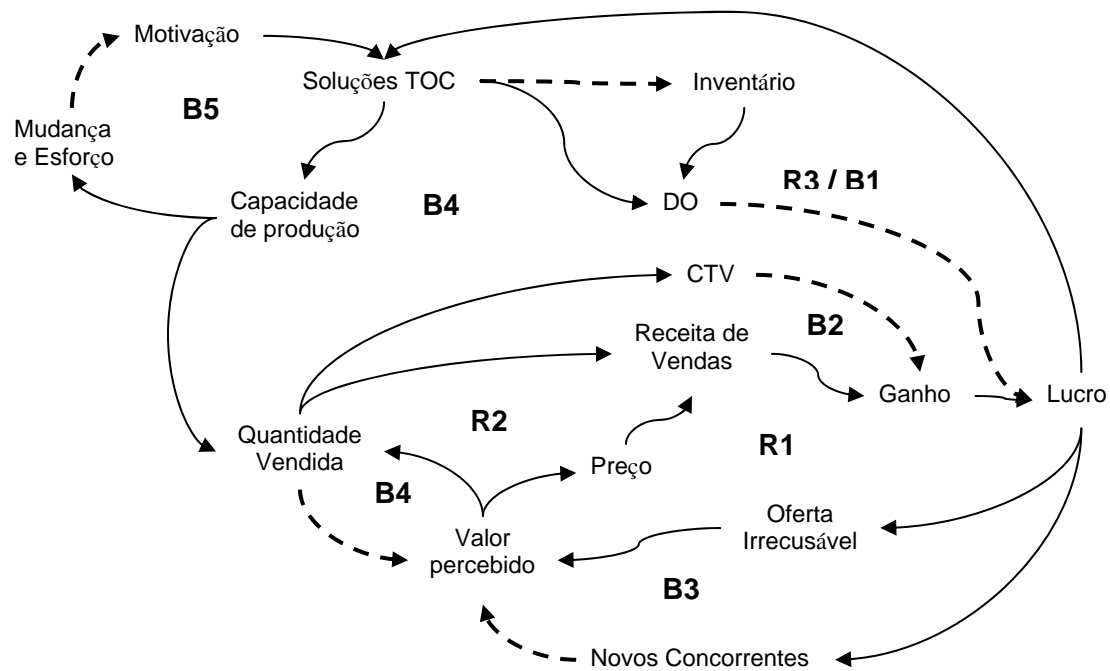 Motivação
Soluções TOC
Inventário
B5
Mudança
e Esforço
Capacidade
de produção
B4
DO
R3 / B1
CTV
B2
Receita de
Vendas
Ganho
Lucro
R2
Quantidade
Vendida
Preço
R1
B4
Valor
percebido
Oferta
Irrecusável
B3
Novos Concorrentes